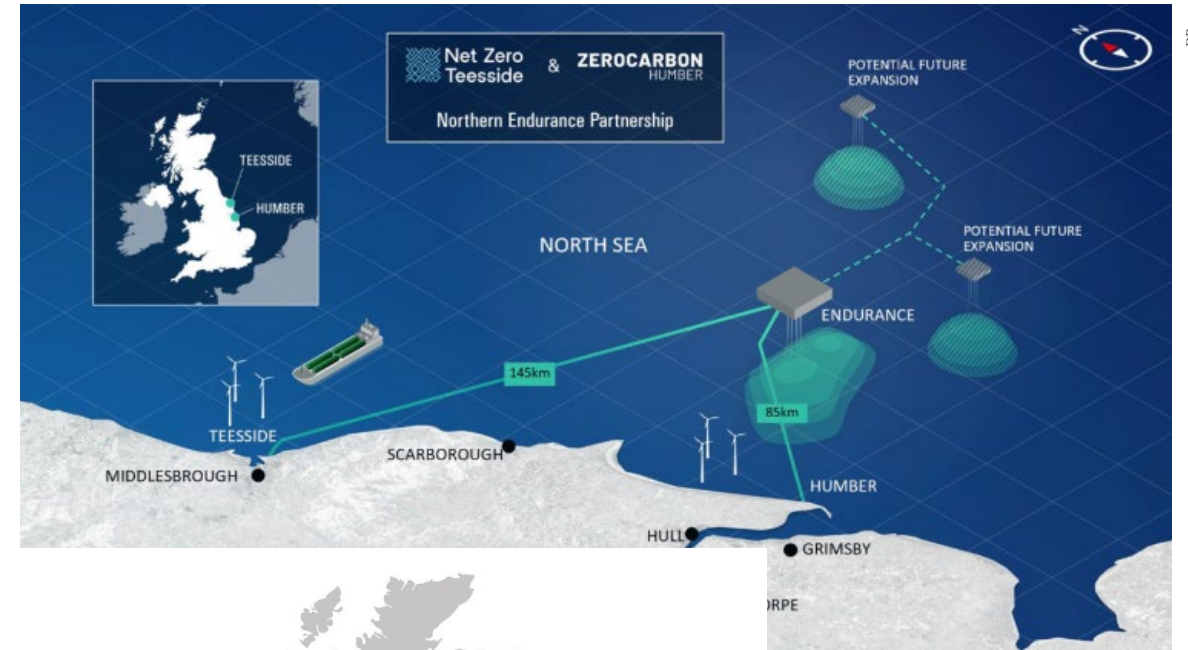 Net Zero
Teesside
&
ZEROCARBON
HUMBER
Northern Endurance Partnership
N
POTENTIAL FUTURE
EXPANSION
TEESSIDE
HUMBER
POTENTIAL FUTURE
EXPANSION
NORTH SEA
ENDURANCE
145km
85km
TEESSIDE
SCARBOROUGH
MIDDLESBROUGH
HUMBER
HULL
GRIMSBY
ORPE